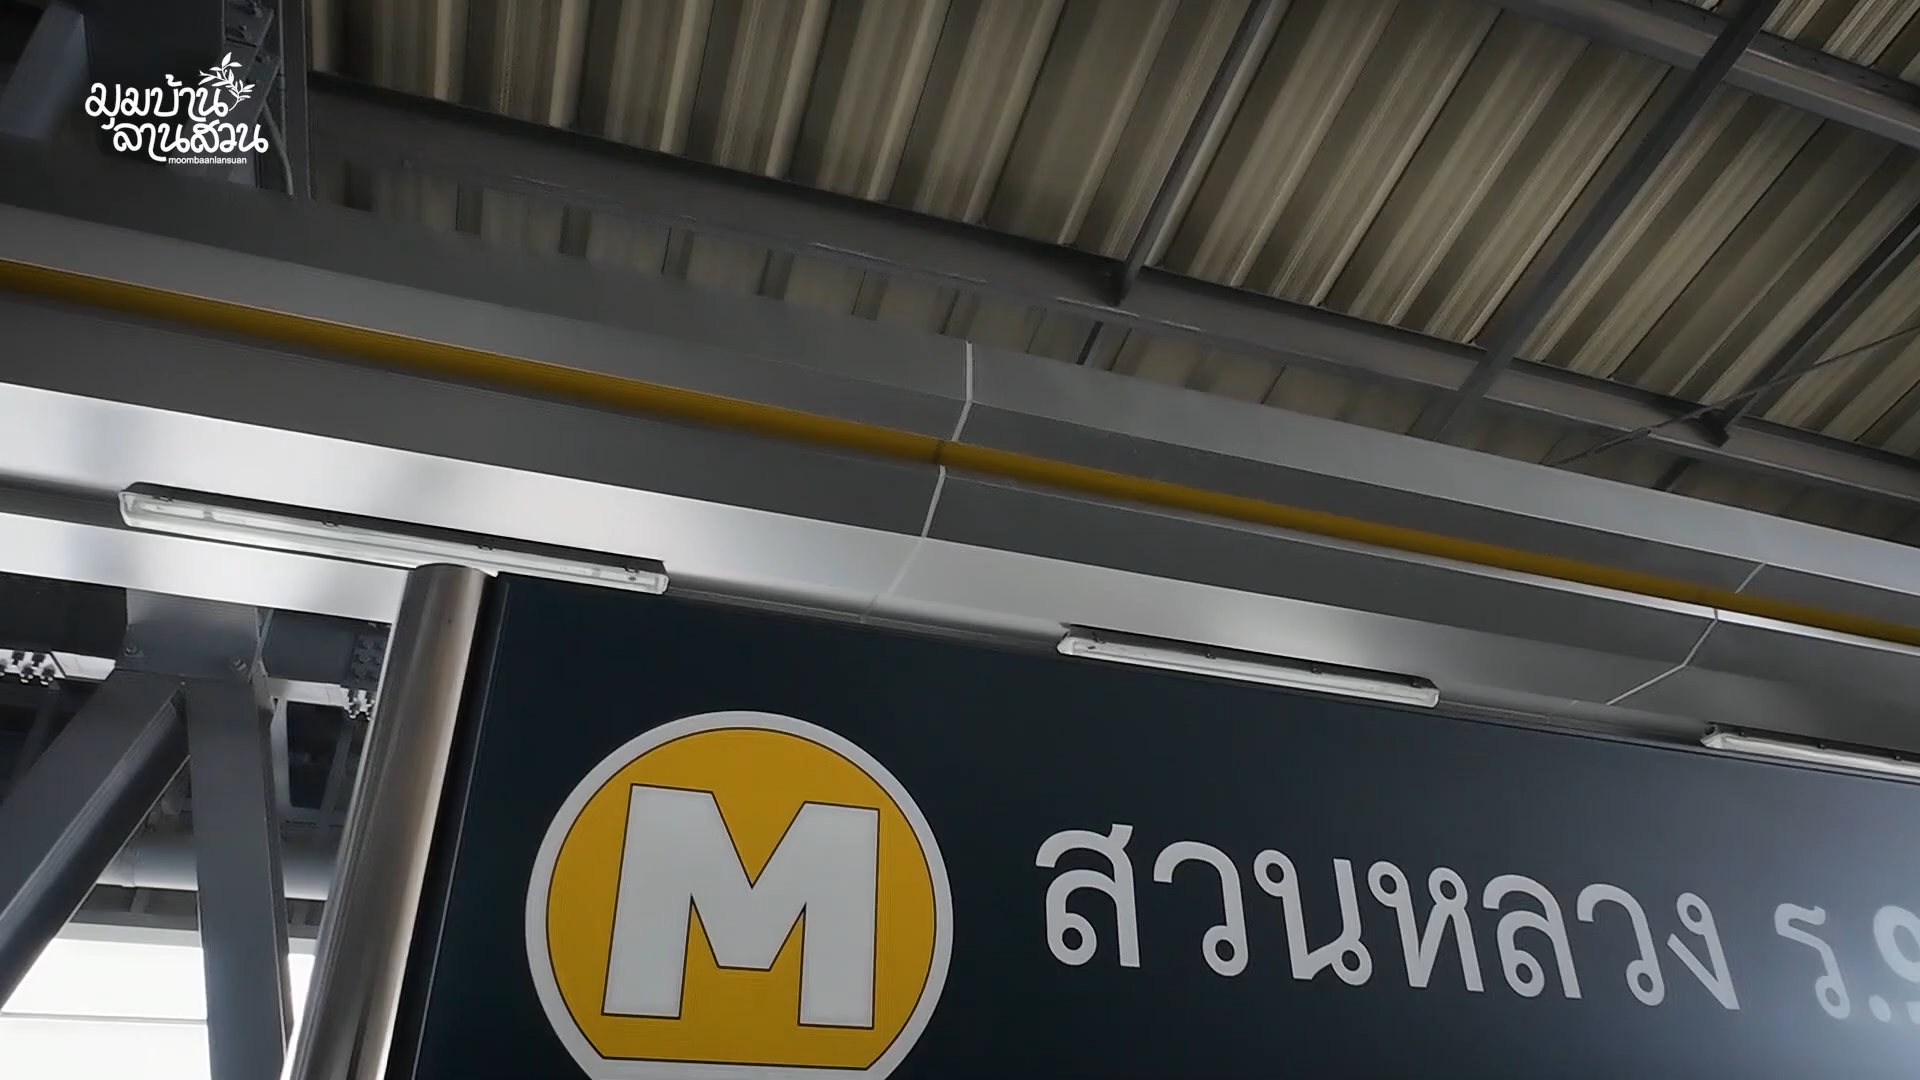 มุมบ้าน
ลานสวน
moombaanlansuan
M
สวนหลวง ร.